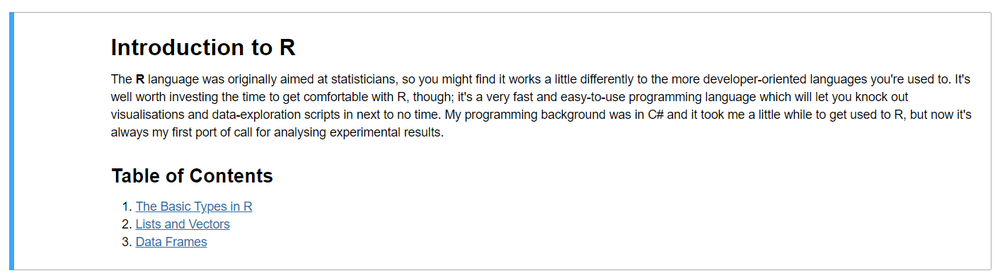 Introduction to R
The R language was originally aimed at statisticians, so you might find it works a little differently to the more developer-oriented languages you're used to. It's
well worth investing the time to get comfortable with R, though; it's a very fast and easy-to-use programming language which will let you knock out
visualisations and data-exploration scripts in next to no time. My programming background was in C# and it took me a little while to get used to R, but now it's
always my first port of call for analysing experimental results.
Table of Contents
1. The Basic Types in R
2. Lists and Vectors
3. Data Frames